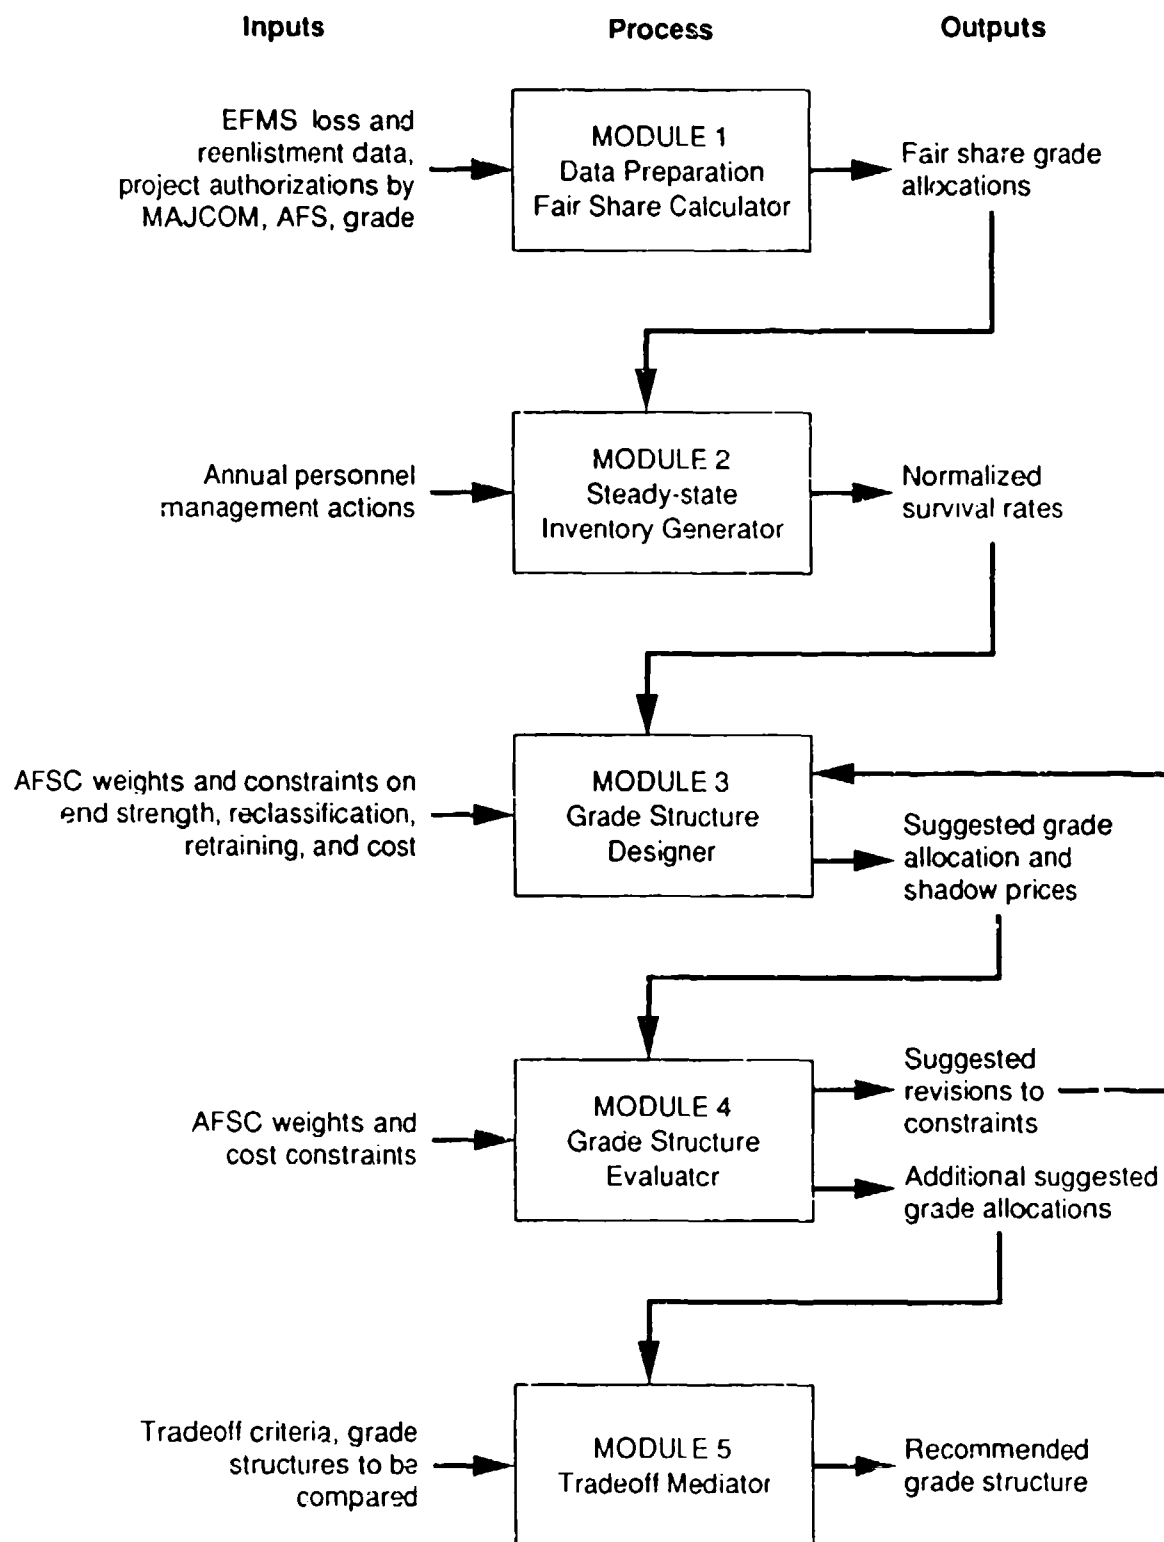 Inputs
Process
Outputs
EFMS loss and
reenlistment data,
project authorizations by
MAJCOM, AFS, grade
MODULE 1
Data Preparation
Fair Share Calculator
Fair share grade
allocations
Annual personnel
management actions
MODULE 2
Steady-state
Inventory Generator
Normalized
survival rates
AFSC weights and constraints on
end strength, reclassification,
retraining, and cost
MODULE 3
Grade Structure
Designer
Suggested grade
allocation and
shadow prices
AFSC weights and
cost constraints
MODULE 4
Grade Structure
Evaluator
Suggested
revisions to
constraints
Additional suggested
grade allocations
Tradeoff criteria, grade
structures to be
compared
MODULE 5
Tradeoff Mediator
Recommended
grade structure